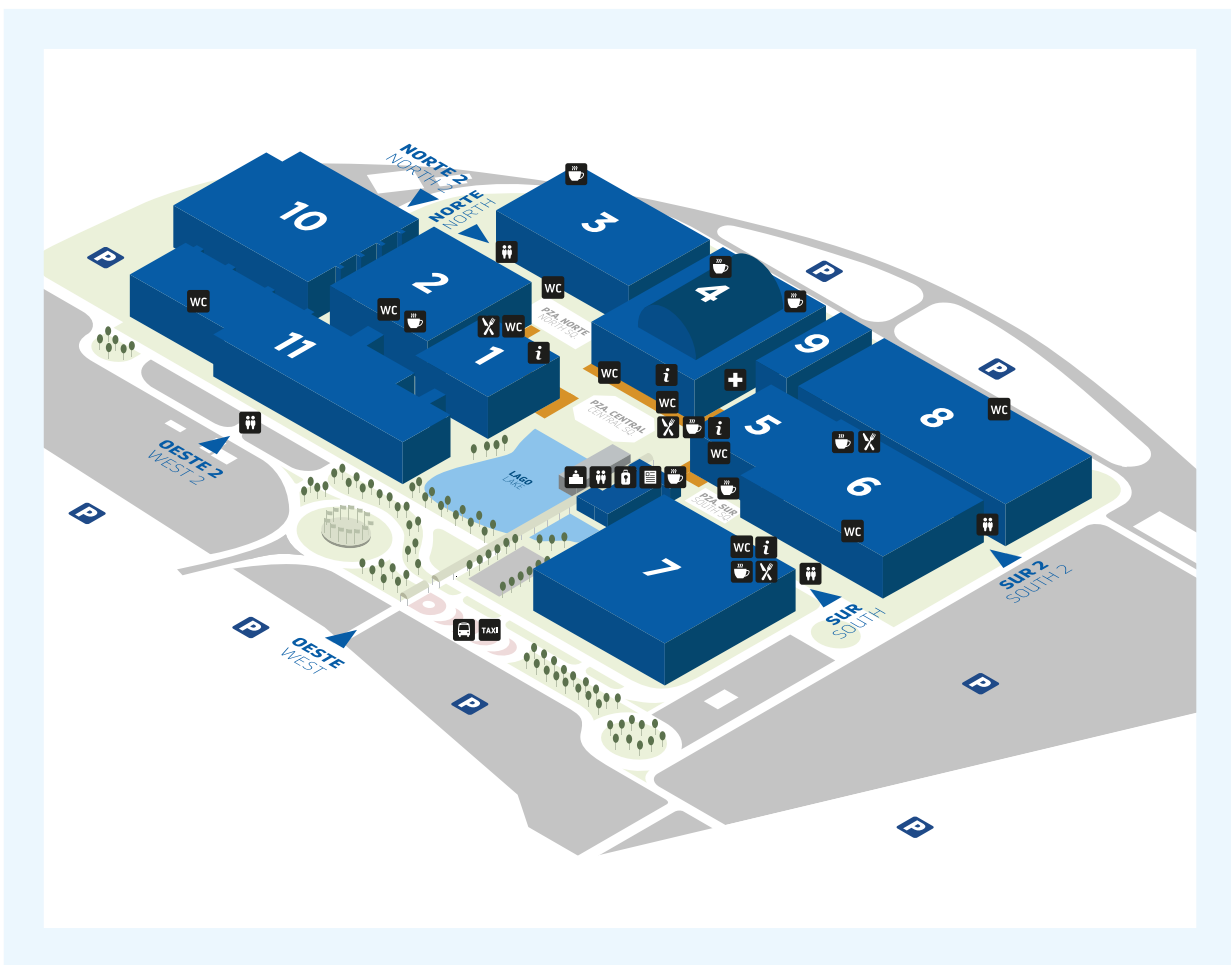 NORTE 2
NORTH 2
NORTE
NORTH
10
3
P
P
2
4
WC
WC
WC
PZA. NORTE
NORTH SQ.
WC
i
9
11
1
WC
i
P
WC
PZA. CENTRAL
CENTRAL SQ.
8
WC
5
i
OESTE 2
WEST 2
WC
LAGO
LAKE
6
PZA. SUR
SOUTH SQ.
P
WC
WC
i
7
SUR 2
SOUTH 2
SUR
SOUTH
P
TAXI
OESTE
WEST
P
P
P